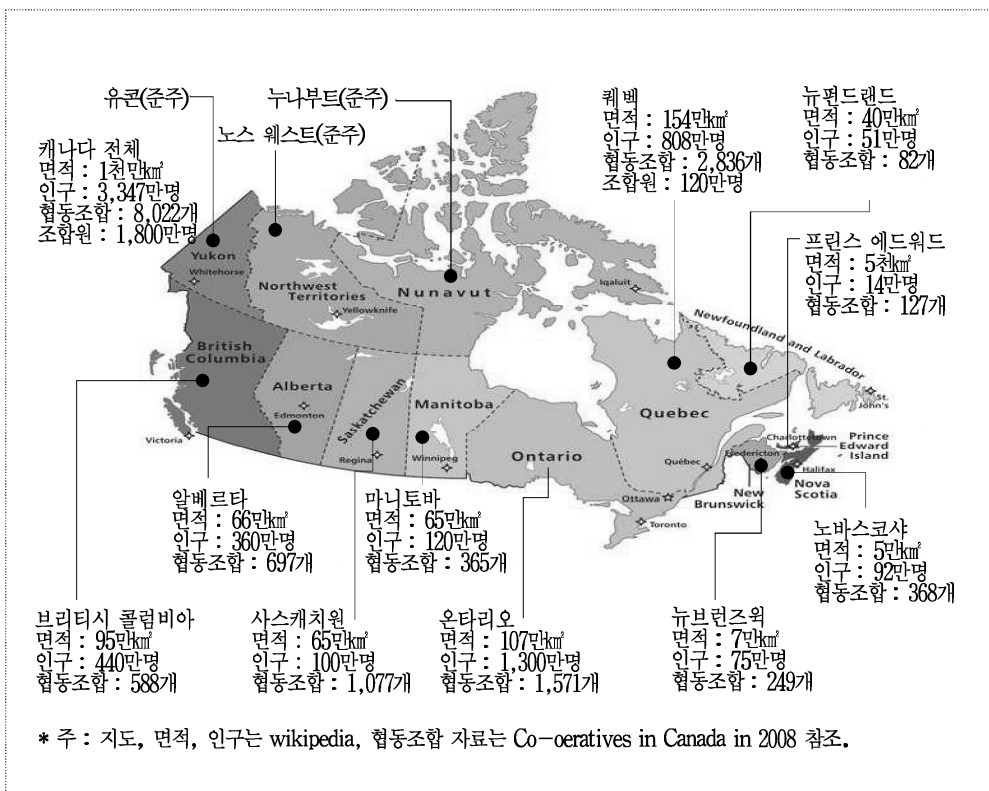 유콘(준주)
누나부트(준주)
노스 웨스트(준주)
캐나다 전체
면적 : 1천만㎢
인구 : 3,347만명
협동조합 : 8,022개
조합원 : 1,800만명
퀘벡
면적 : 154만㎢
인구 : 808만명
협동조합 : 2,836개
조합원 : 120만명
뉴펀드랜드
면적 : 40만㎢
인구 : 51만명
협동조합 : 82개
프린스 에드워드
면적 : 5천㎢
인구 : 14만명
협동조합 : 127개
Yukon
Whitehorse
Northwest
Territories
Yellowknife
Nunavut
Iqaluit
Newfoundland and Labrador
St.
John's
British
Columbia
Victoria
Alberta
Edmonton
Saskatchewan
Regina
Manitoba
Winnipeg
Ontario
Ottawa
Toronto
Quebec
Québec
Charlottetown
Prince
Edward
Island
Fredericton
Halifax
Nova
Scotia
New
Brunswick
알베르타
면적 : 66만㎢
인구 : 360만명
협동조합 : 697개
마니토바
면적 : 65만㎢
인구 : 120만명
협동조합 : 365개
노바스코샤
면적 : 5만㎢
인구 : 92만명
협동조합 : 368개
브리티시 콜럼비아
면적 : 95만㎢
인구 : 440만명
협동조합 : 588개
사스캐치원
면적 : 65만㎢
인구 : 100만명
협동조합 : 1,077개
온타리오
면적 : 107만㎢
인구 : 1,300만명
협동조합 : 1,571개
뉴브런즈윅
면적 : 7만㎢
인구 : 75만명
협동조합 : 249개
* 주 : 지도, 면적, 인구는 wikipedia, 협동조합 자료는 Co-oeratives in Canada in 2008 참조.